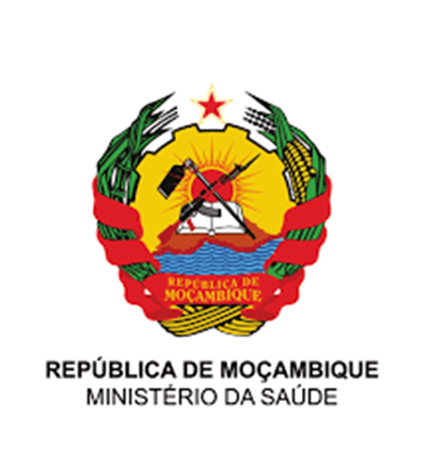 REPÚBLICA DE
MOÇAMBIQUE
REPÚBLICA DE MOÇAMBIQUE
MINISTÉRIO DA SAÚDE